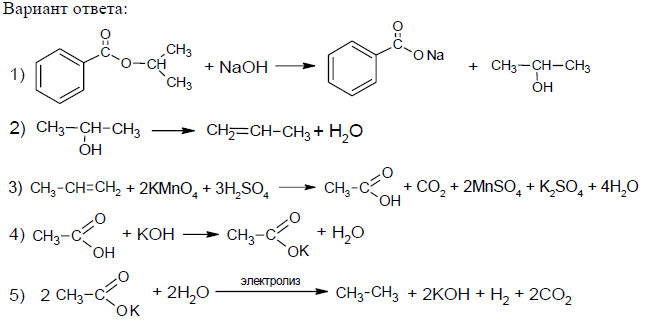 Вариант ответа:
1) C O O–CH CH₃ CH₃ + NaOH → C O O Na + CH₃–CH–CH₃ OH
2) CH₃–CH–CH₃ OH → CH₂=CH–CH₃ + H₂O
3) CH₃-CH=CH₂ + 2KMnO₄ + 3H₂SO₄ → CH₃-C O OH + CO₂ + 2MnSO₄ + K₂SO₄ + 4H₂O
4) CH₃-C O OH + KOH → CH₃-C O OK + H₂O
5) 2 CH₃-C O OK + 2H₂O электролиз → CH₃-CH₃ + 2KOH + H₂ + 2CO₂